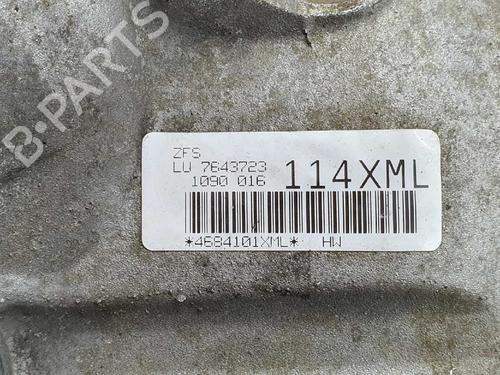 B-PARTS
ZFS
LU 7643723
1090 016 114XML
*4684101XML* HW